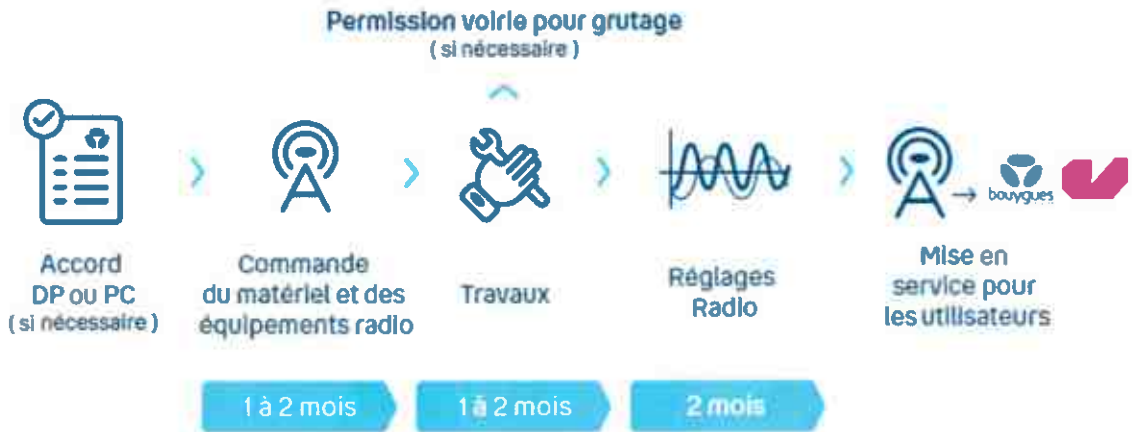 Permission voirie pour grutage
( si nécessaire )
Accord
DP ou PC
( si nécessaire )
Commande
du matériel et des
équipements radio
Travaux
Réglages
Radio
bouygues
Mise en
service pour
les utilisateurs
1 à 2 mois
1 à 2 mois
2 mois